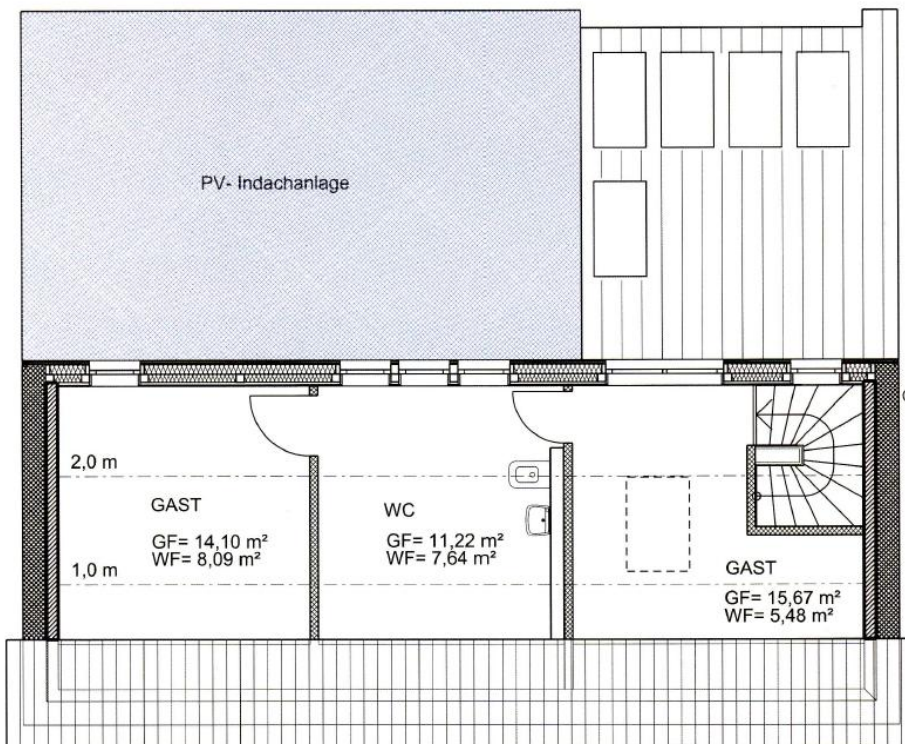 PV- Indachanlage
2,0 m
GAST
GF= 14,10 m²
WF= 8,09 m²
1,0 m
WC
GF= 11,22 m²
WF= 7,64 m²
GAST
GF= 15,67 m²
WF= 5,48 m²